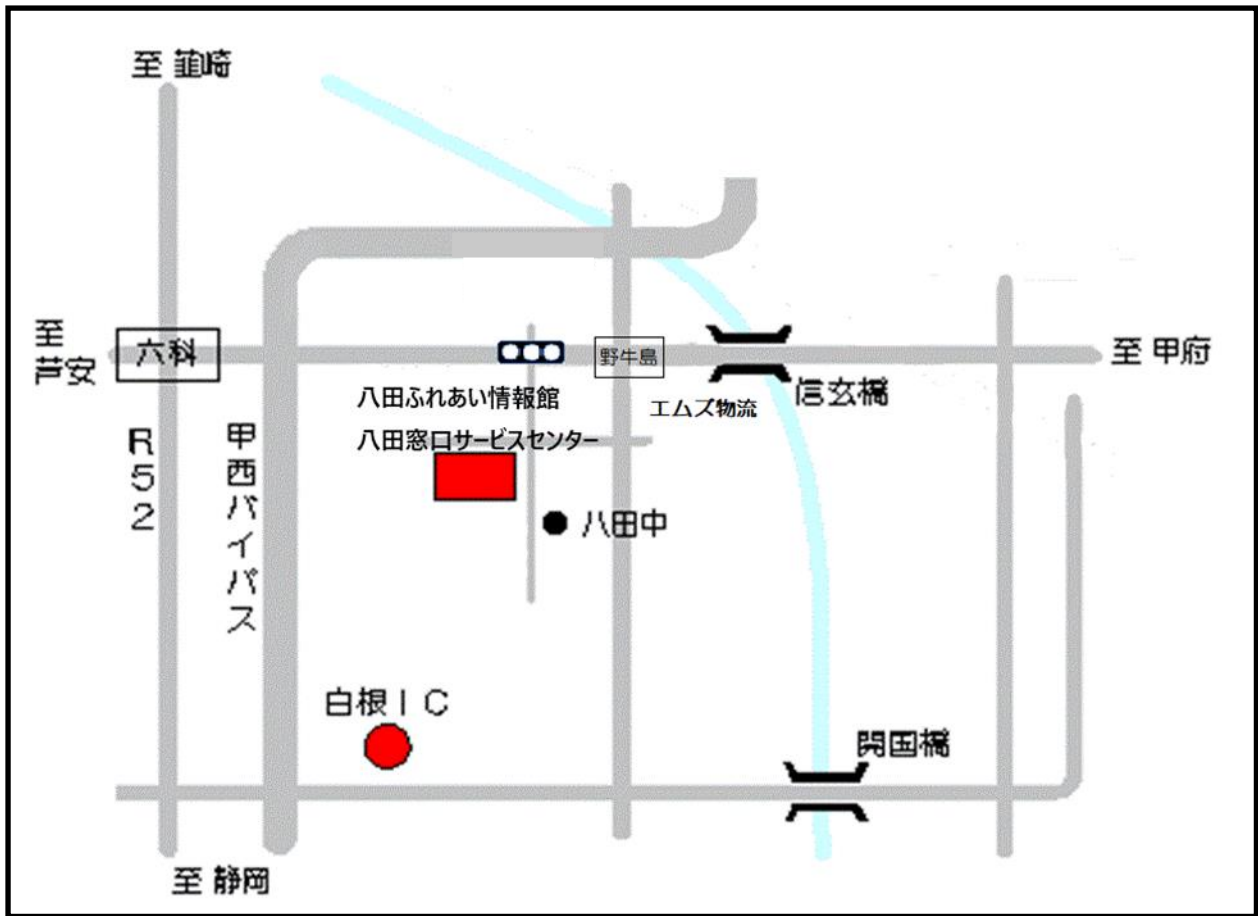 至 韮崎
至
芦安
六科
野牛島
至 甲府
八田ふれあい情報館
エムズ物流
信玄橋
八田窓口サービスセンター
R52
甲西バイパス
八田中
白根IC
開国橋
至 静岡